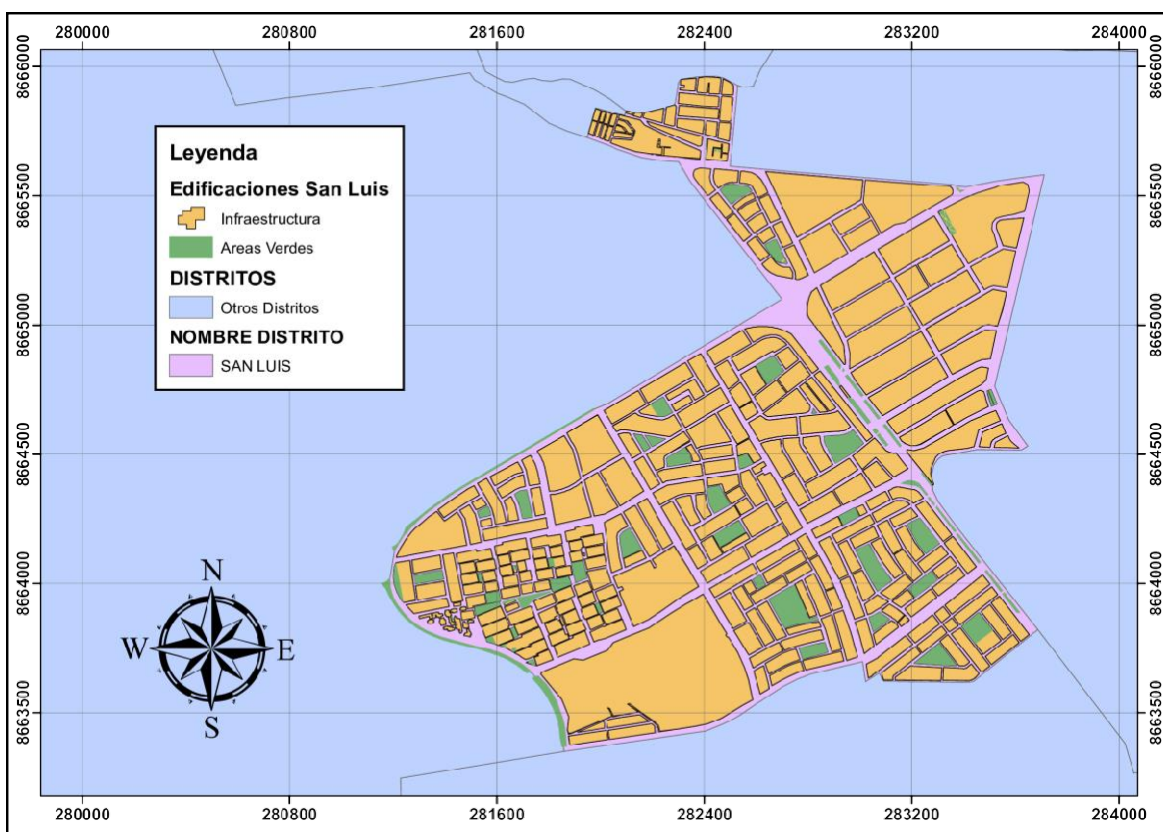 280000 280800 281600 282400 283200 284000
8666000 8666000
8665500 8665500
8665000 8665000
8664500 8664500
8664000 8664000
8663500 8663500
Leyenda
Edificaciones San Luis
Infraestructura
Areas Verdes
DISTRITOS
Otros Distritos
NOMBRE DISTRITO
SAN LUIS
N
W E
S
280000 280800 281600 282400 283200 284000